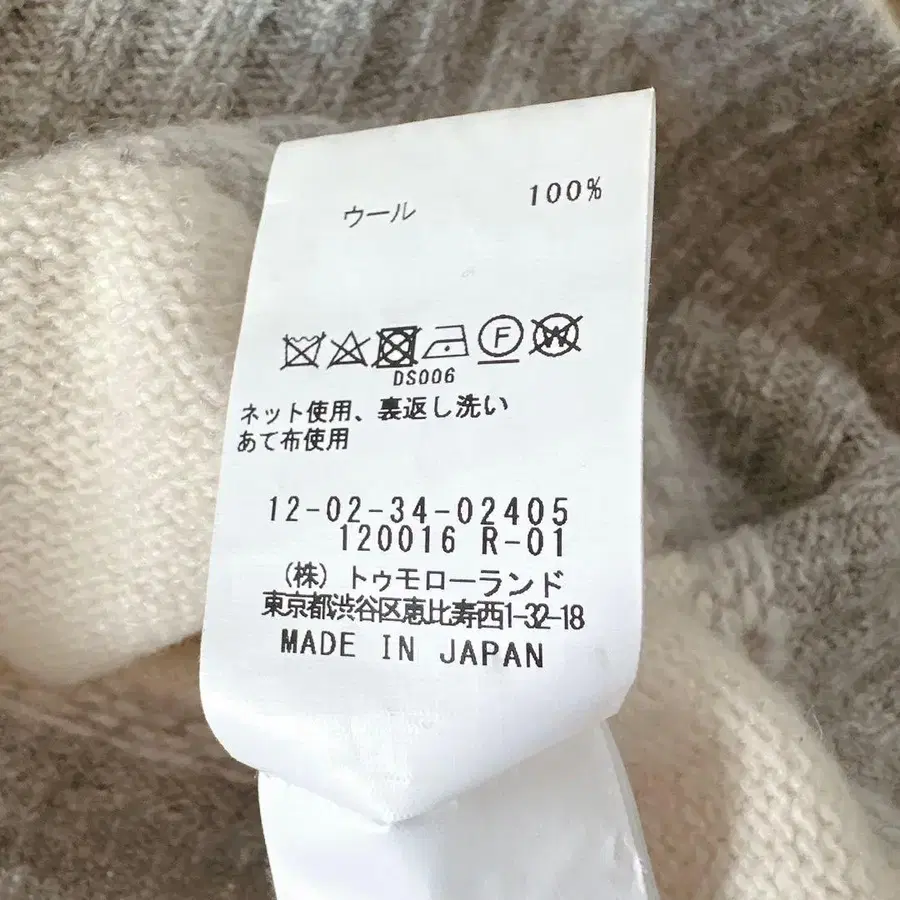 ウール 100%
F W
DS006
ネット使用、裏返し洗い
あて布使用
12-02-34-02405
120016 R-01
（株）トゥモローランド
東京都渋谷区恵比寿西1-32-18
MADE IN JAPAN